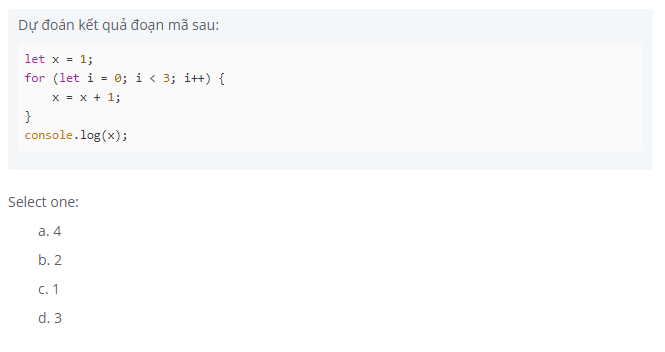 Dự đoán kết quả đoạn mã sau:
let x = 1;
for (let i = 0; i < 3; i++) {
    x = x + 1;
}
console.log(x);
Select one:
a. 4
b. 2
c. 1
d. 3